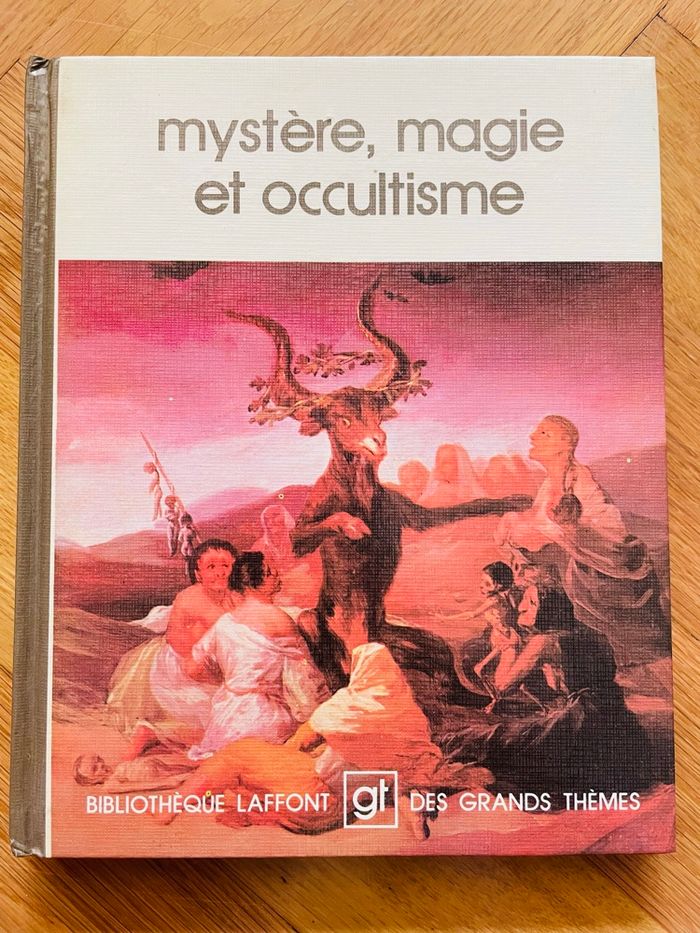 mystère, magie
et occultisme
BIBLIOTHÈQUE LAFFONT gt DES GRANDS THÈMES